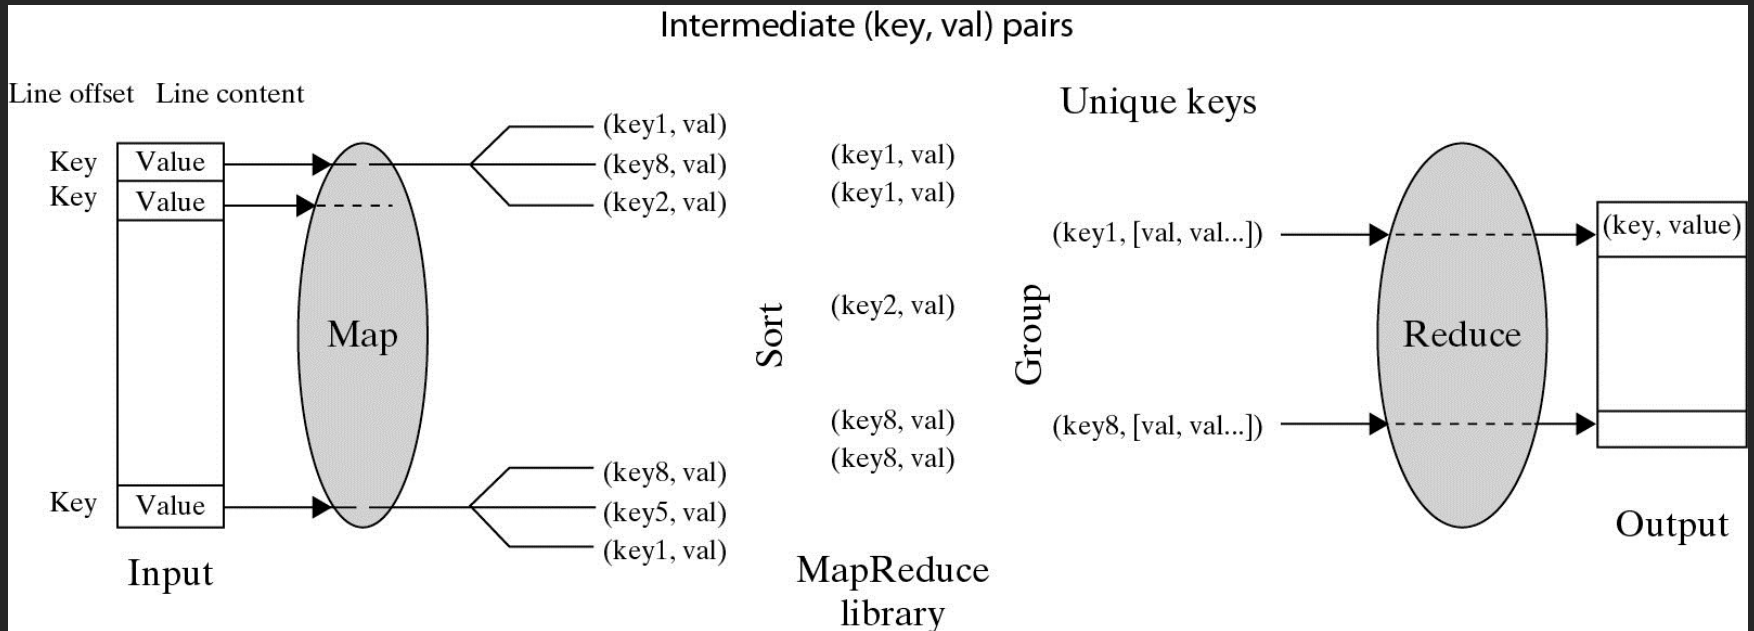 Intermediate (key, val) pairs
Line offset Line content
Unique keys
Key Value
Key Value
Key Value
Input
Map
(key1, val)
(key8, val)
(key2, val)
(key8, val)
(key5, val)
(key1, val)
Sort
(key1, val)
(key1, val)
(key2, val)
(key8, val)
(key8, val)
MapReduce
library
Group
(key1, [val, val...])
(key8, [val, val...])
Reduce
(key, value)
Output